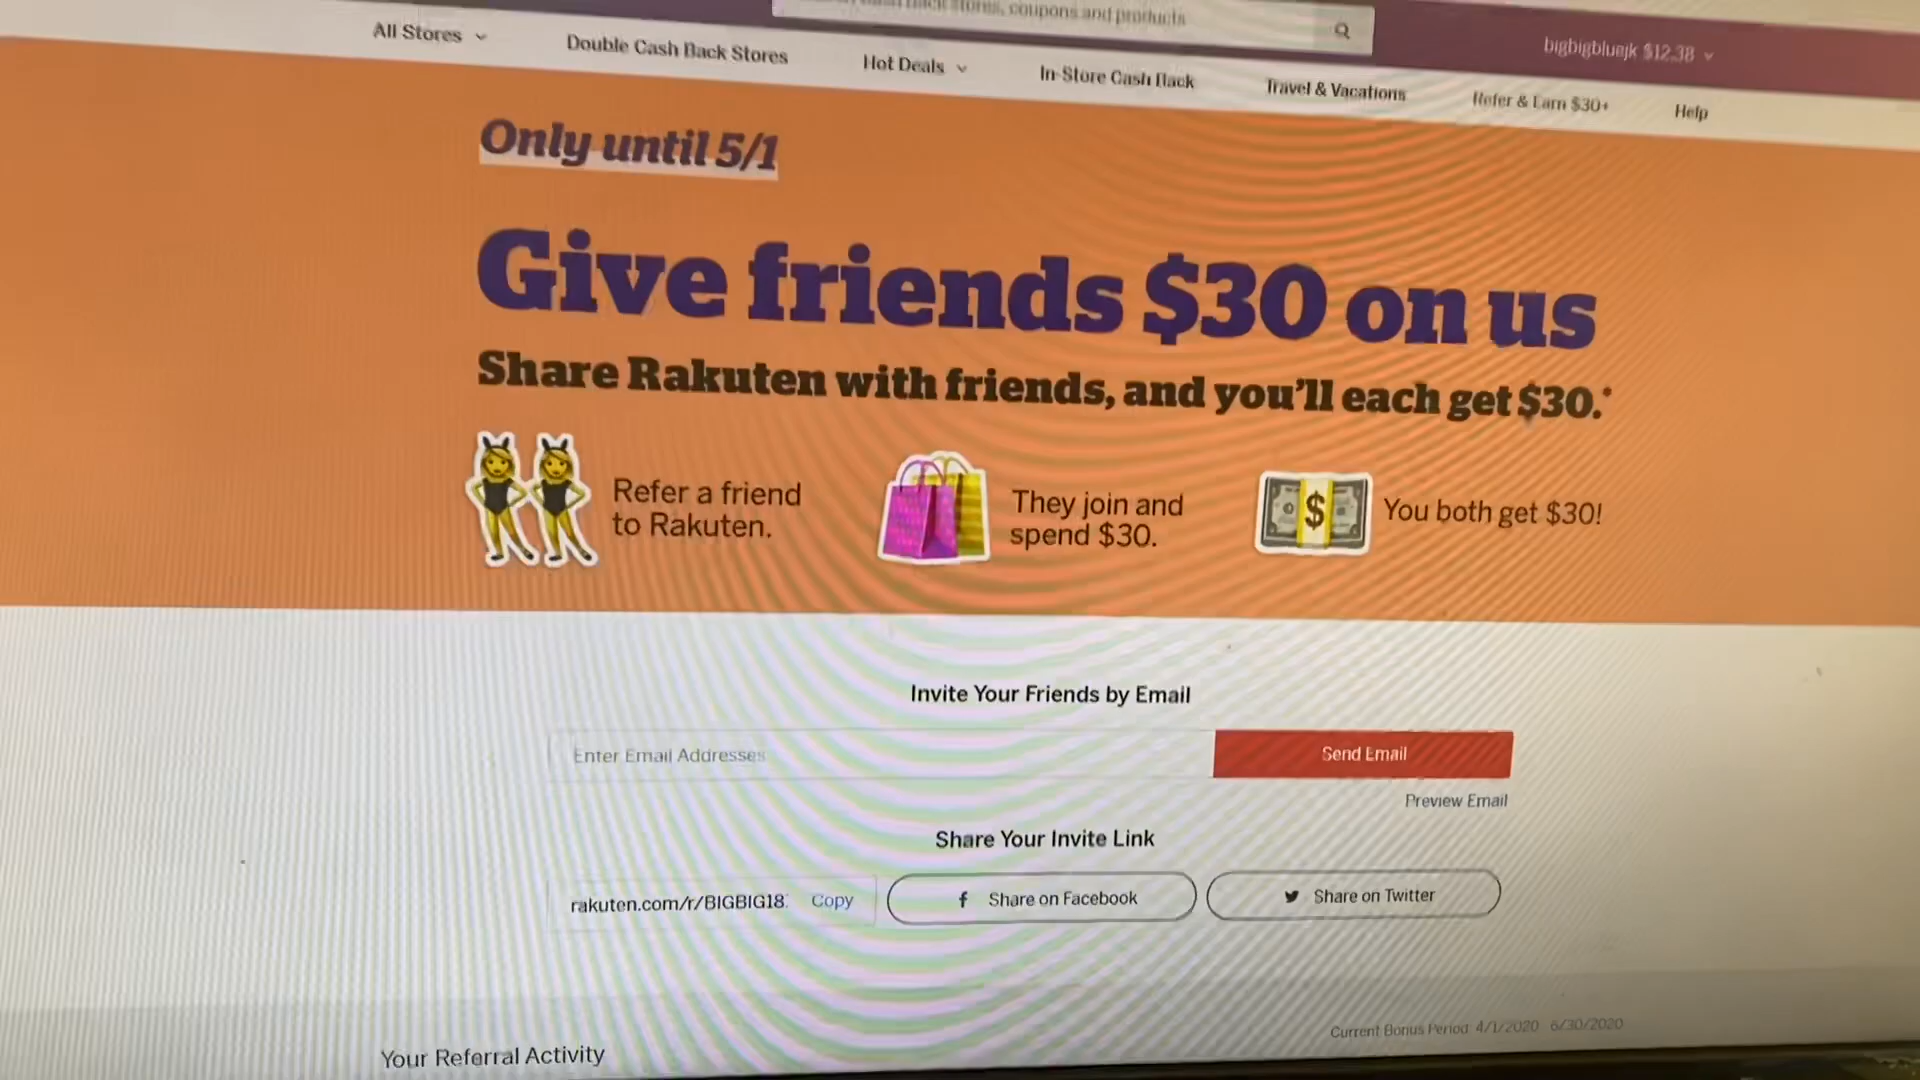 stores, coupons and products
bigbigbluejk $12.38
All Stores
Double Cash Back Stores
Hot Deals
In-Store Cash Back
Travel & Vacations
Refer & Earn $30+
Help
Only until 5/1
Give friends $30 on us
Share Rakuten with friends, and you'll each get $30.*
Refer a friend
to Rakuten.
They join and
spend $30.
You both get $30!
Invite Your Friends by Email
Enter Email Addresses
Send Email
Preview Email
Share Your Invite Link
rakuten.com/r/BIGBIG18
Copy
f Share on Facebook
Share on Twitter
Current Bonus Period: 4/1/2020 6/30/2020
Your Referral Activity